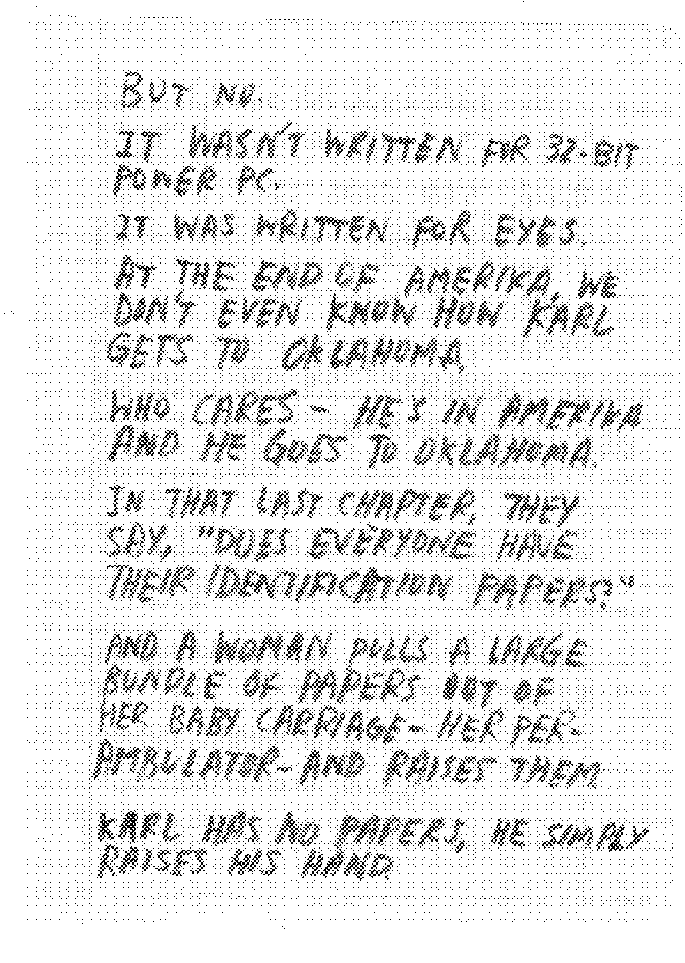 BUT NO.
IT WASN'T WRITTEN FOR 32-BIT
POWER PC.
IT WAS WRITTEN FOR EYES.
AT THE END OF AMERIKA, WE
DON'T EVEN KNOW HOW KARL
GETS TO OKLAHOMA.
WHO CARES - HE'S IN AMERIKA
AND HE GOES TO OKLAHOMA.
IN THAT LAST CHAPTER, THEY
SAY, "DOES EVERYONE HAVE
THEIR IDENTIFICATION PAPERS?"
AND A WOMAN PULLS A LARGE
BUNDLE OF PAPERS OUT OF
HER BABY CARRIAGE - HER PER-
AMBULATOR - AND RAISES THEM
KARL HAS NO PAPERS, HE SIMPLY
RAISES HIS HAND.